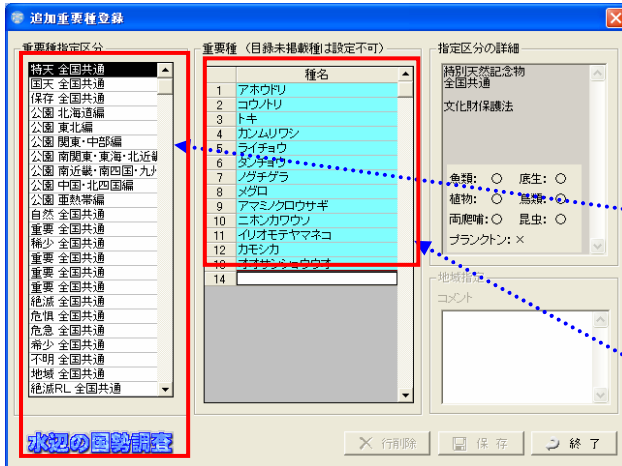 追加重要種登録
重要種指定区分
特天 全国共通
国天 全国共通
保存 全国共通
公園 北海道編
公園 東北編
公園 関東・中部編
公園 南関東・東海・北近
公園 南近畿・南四国・九
公園 中国・北四国編
公園 亜熱帯編
自然 全国共通
重要 全国共通
稀少 全国共通
重要 全国共通
重要 全国共通
重要 全国共通
絶滅 全国共通
危惧 全国共通
危急 全国共通
希少 全国共通
不明 全国共通
地域 全国共通
絶滅RL 全国共通
水辺の国勢調査
重要種 (目録未掲載種は設定不可)
種名
1 アホウドリ
2 コウノトリ
3 トキ
4 カンムリワシ
5 ライチョウ
6 タンチョウ
7 ノグチゲラ
8 メグロ
9 アマミノクロウサギ
10 ニホンカワウソ
11 イリオモテヤマネコ
12 カモシカ
13 オオサンショウウオ
14
指定区分の詳細
特別天然記念物
全国共通
文化財保護法
魚類: ○ 底生: ○
植物: ○ 鳥類: ○
両爬哺: ○ 昆虫: ○
プランクトン: ×
地域指定
コメント
行削除 保存 終了